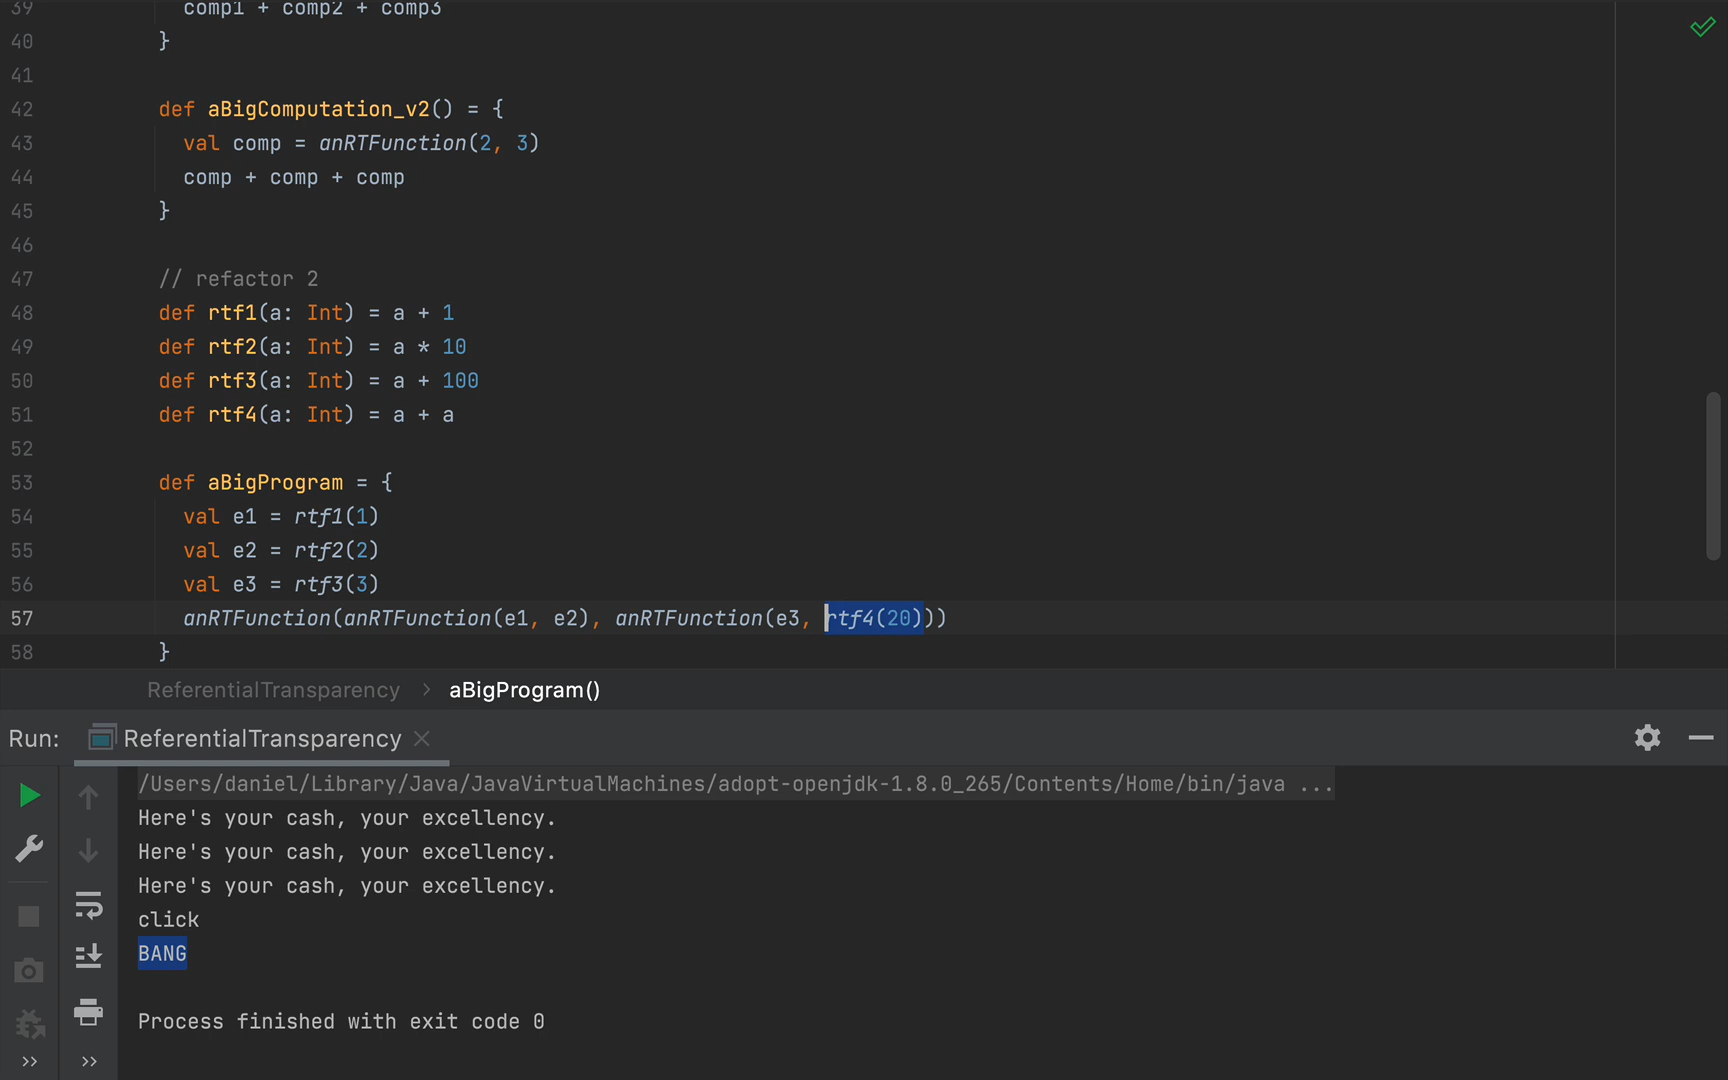 39 comp1 + comp2 + comp3
40 }
41
42 def aBigComputation_v2() = {
43 val comp = anRTFunction(2, 3)
44 comp + comp + comp
45 }
46
47 // refactor 2
48 def rtf1(a: Int) = a + 1
49 def rtf2(a: Int) = a * 10
50 def rtf3(a: Int) = a + 100
51 def rtf4(a: Int) = a + a
52
53 def aBigProgram = {
54 val e1 = rtf1(1)
55 val e2 = rtf2(2)
56 val e3 = rtf3(3)
57 anRTFunction(anRTFunction(e1, e2), anRTFunction(e3, rtf4(20)))
58 }
ReferentialTransparency > aBigProgram()
Run: ReferentialTransparency
/Users/daniel/Library/Java/JavaVirtualMachines/adopt-openjdk-1.8.0_265/Contents/Home/bin/java ...
Here's your cash, your excellency.
Here's your cash, your excellency.
Here's your cash, your excellency.
click
BANG
Process finished with exit code 0